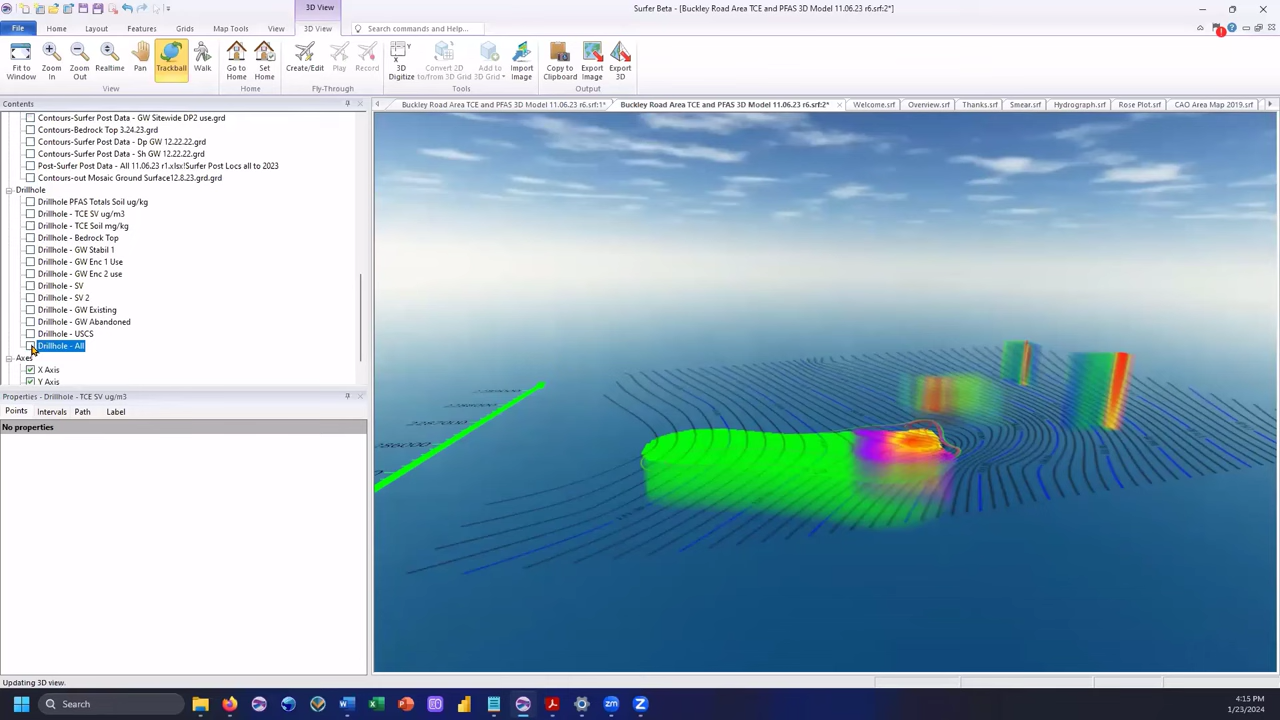 3D View
Surfer Beta - [Buckley Road Area TCE and PFAS 3D Model 11.06.23 r6.srf:2*]
File
Home
Layout
Features
Grids
Map Tools
View
3D View
Search commands and Help...
Fit to Window
Zoom In
Zoom Out
Realtime
Pan
Trackball
Walk
Go to Home
Set Home
Create/Edit
Play
Record
3D Digitize
Convert 2D to/from 3D Grid
Add to 3D Grid
Import Image
Copy to Clipboard
Export Image
Export 3D
View
Home
Fly-Through
Tools
Output
Contents
Buckley Road Area TCE and PFAS 3D Model 11.06.23 r6.srf:1*
Buckley Road Area TCE and PFAS 3D Model 11.06.23 r6.srf:2*
Welcome.srf
Overview.srf
Thanks.srf
Smear.srf
Hydrograph.srf
Rose Plot.srf
CAO Area Map 2019.srf
Contours-Surfer Post Data - GW Sitewide DP2 use.grd
Contours-Bedrock Top 3.24.23.grd
Contours-Surfer Post Data - Dp GW 12.22.22.grd
Contours-Surfer Post Data - Sh GW 12.22.22.grd
Post-Surfer Post Data - All 11.06.23 r1.xlsx!Surfer Post Locs all to 2023
Contours-out Mosaic Ground Surface12.8.23.grd.grd
Drillhole
Drillhole PFAS Totals Soil ug/kg
Drillhole - TCE SV ug/m3
Drillhole - TCE Soil mg/kg
Drillhole - Bedrock Top
Drillhole - GW Stabil 1
Drillhole - GW Enc 1 Use
Drillhole - GW Enc 2 use
Drillhole - SV
Drillhole - SV 2
Drillhole - GW Existing
Drillhole - GW Abandoned
Drillhole - USCS
Drillhole - All
Axes
X Axis
Y Axis
Properties - Drillhole - TCE SV ug/m3
Points
Intervals
Path
Label
No properties
Updating 3D view.
Search
4:15 PM
1/23/2024